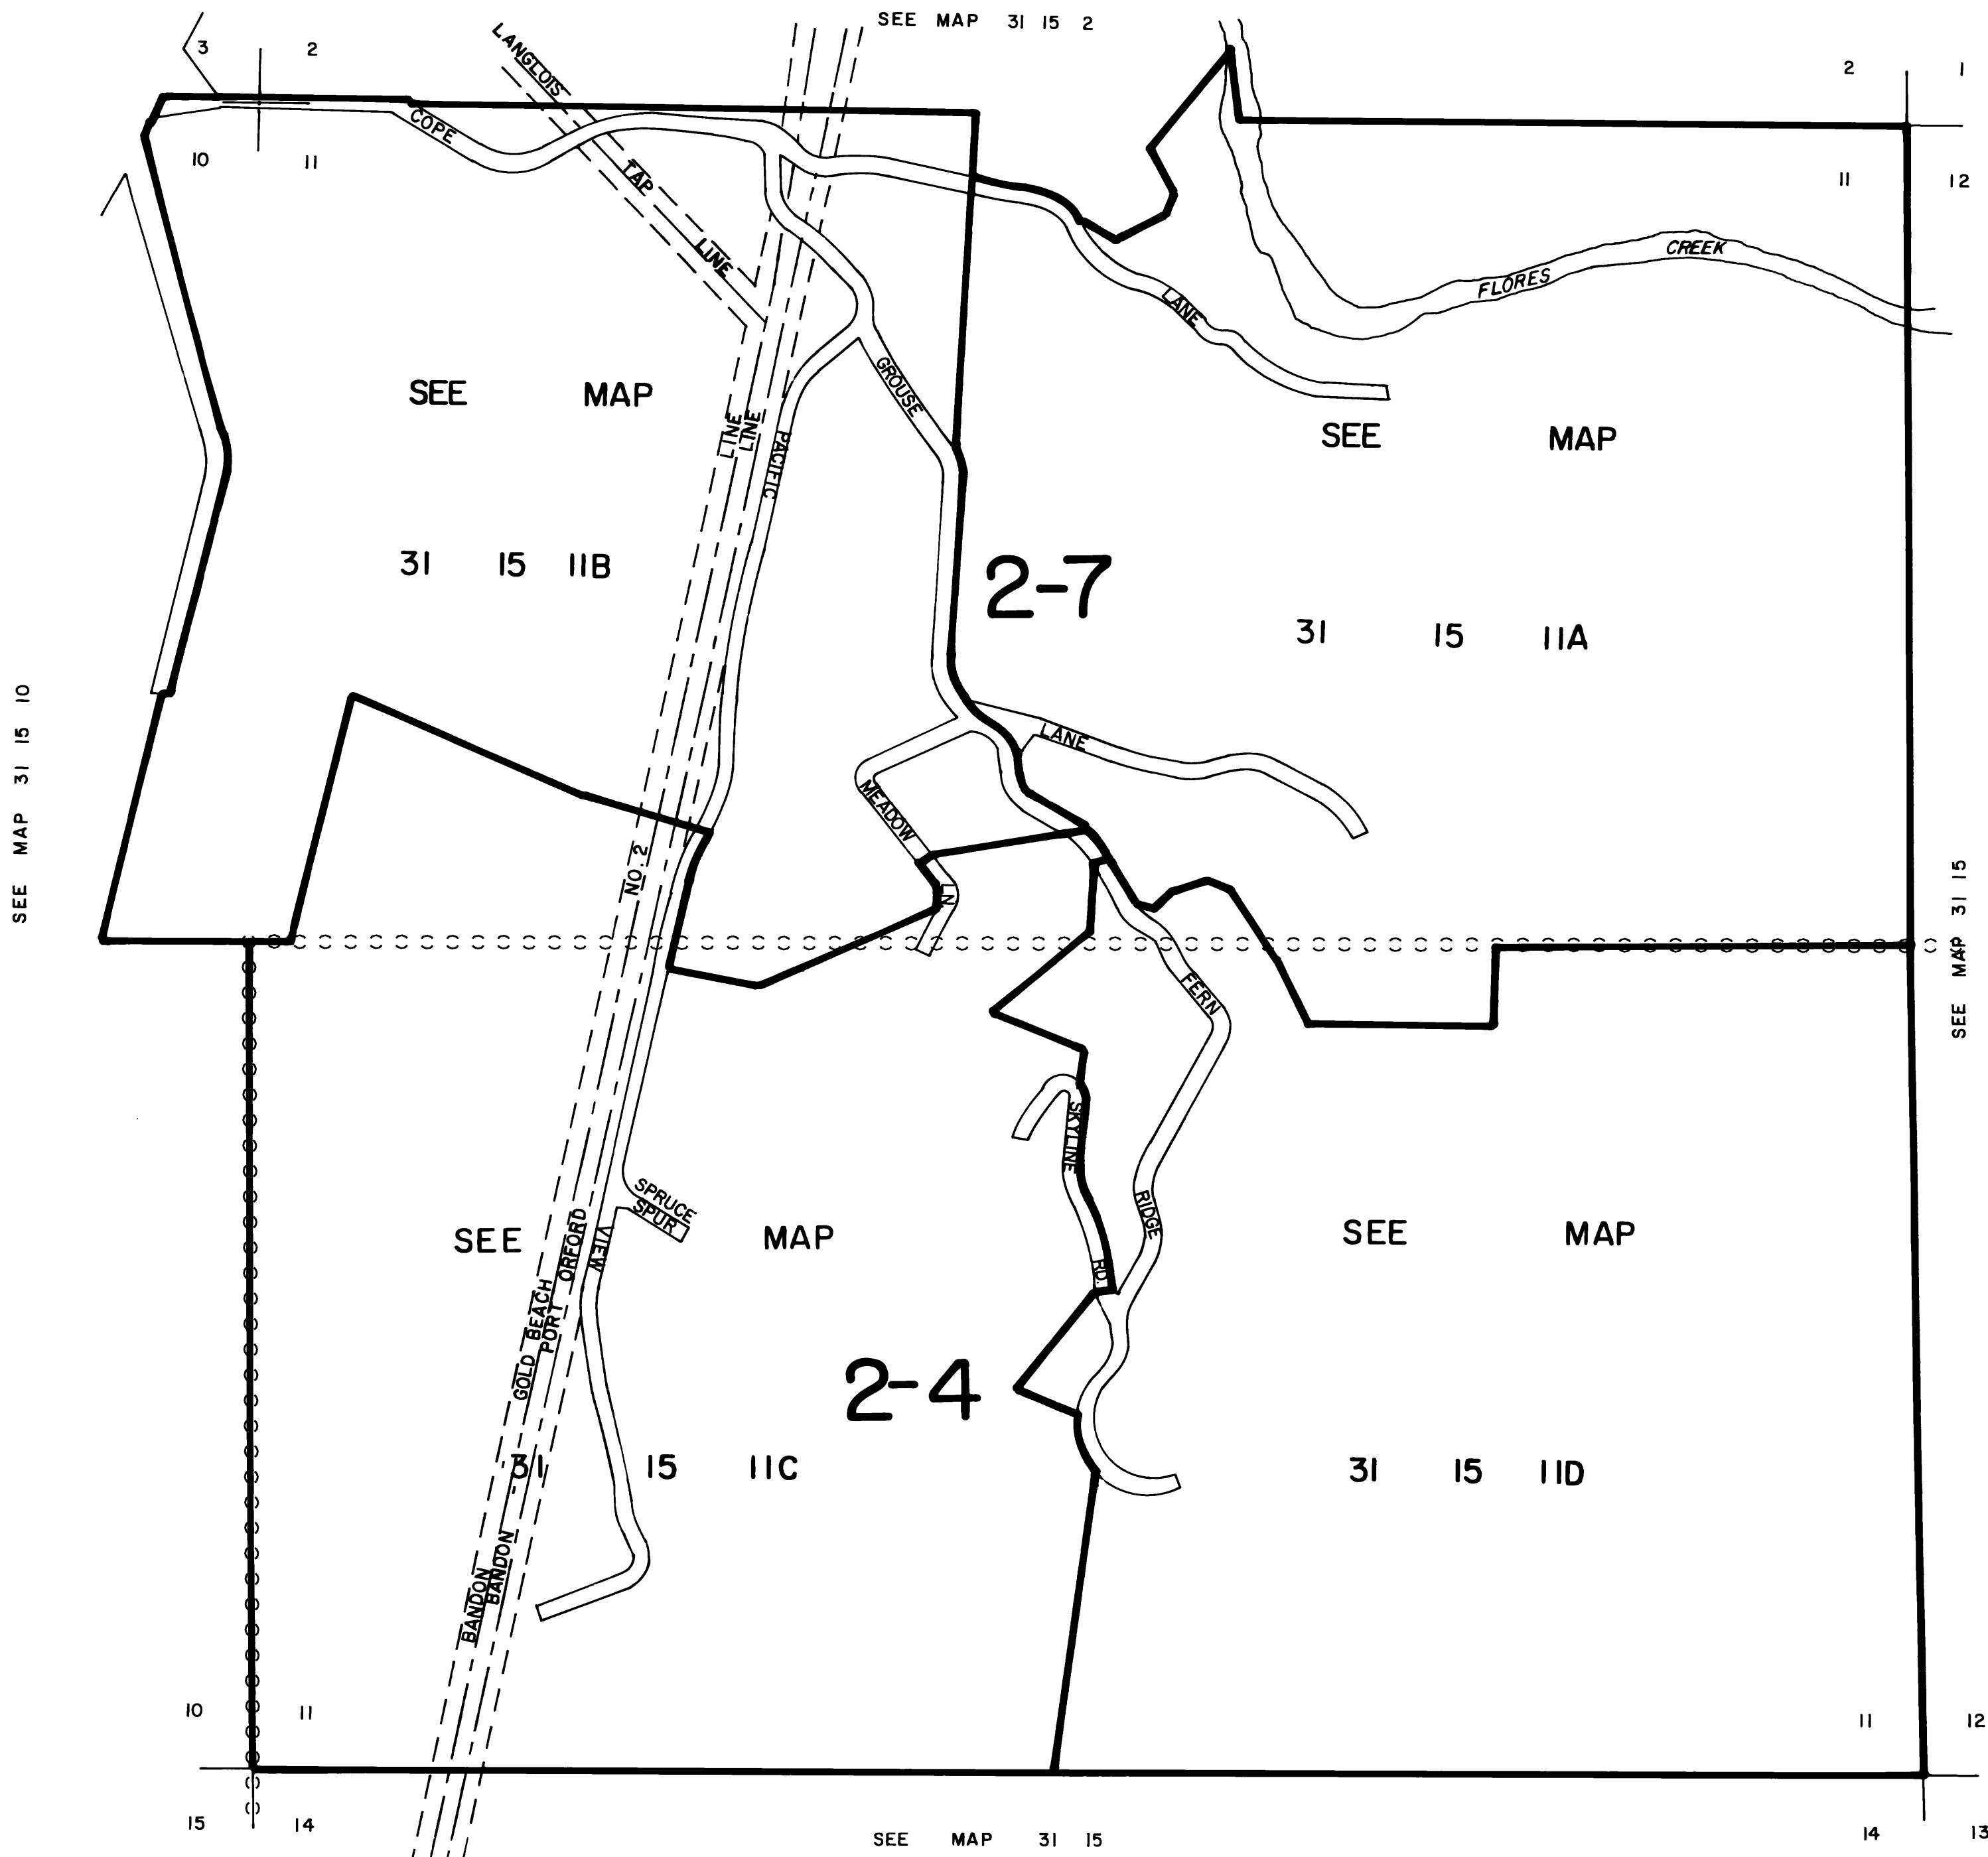 SEE MAP 31 15 2
3 2
2 1
10 11
11 12
LANGLOIS TAP LINE
COPE LANE
FLORES CREEK
SEE MAP
31 15 11B
LINE
LINE
PACIFIC VIEW
GROUSE LANE
SEE MAP
31 15 11A
2-7
MEADOW LN
SEE MAP 31 15 10
SEE MAP 31 15
NO. 2
FERN RIDGE
SKYLINE RD.
SPRUCE
SPUR
SEE MAP
31 15 11C
GOLD BEACH
PORT ORFORD
BANDON
BANDON
-
2-4
SEE MAP
31 15 11D
10 11
11 12
15 14
14 13
SEE MAP 31 15